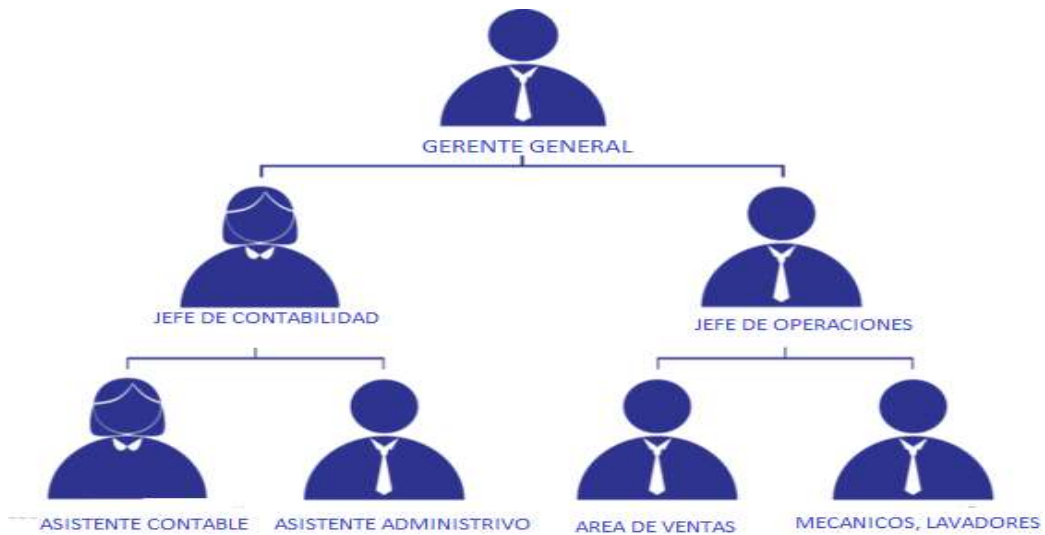 GERENTE GENERAL
JEFE DE CONTABILIDAD
JEFE DE OPERACIONES
ASISTENTE CONTABLE
ASISTENTE ADMINISTRIVO
AREA DE VENTAS
MECANICOS, LAVADORES